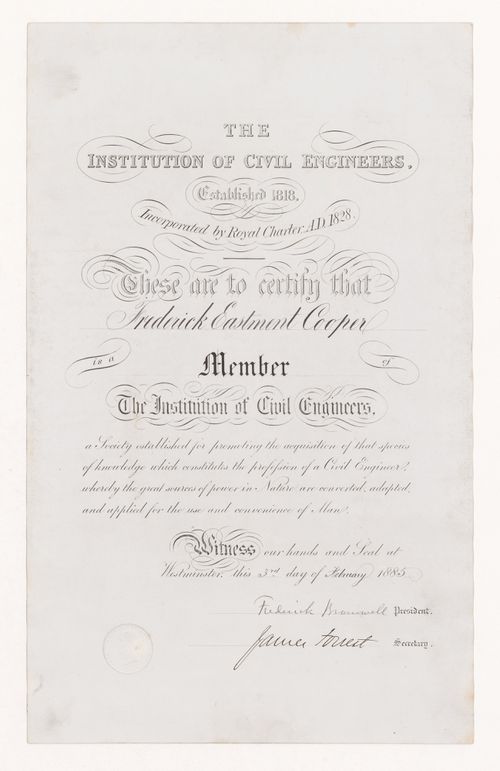 THE
INSTITUTION OF CIVIL ENGINEERS.
Established 1818.
Incorporated by Royal Charter A.D. 1828.
These are to certify that
Frederick Eastment Cooper
is a Member of
The Institution of Civil Engineers,
a Society established for promoting the acquisition of that species
of knowledge which constitutes the profession of a Civil Engineer,
whereby the great sources of power in Nature are converted, adapted,
and applied for the use and convenience of Man.
Witness our hands and Seal at
Westminster, this 3rd day of February 1885
Frederick Bramwell President.
James Forrest Secretary.